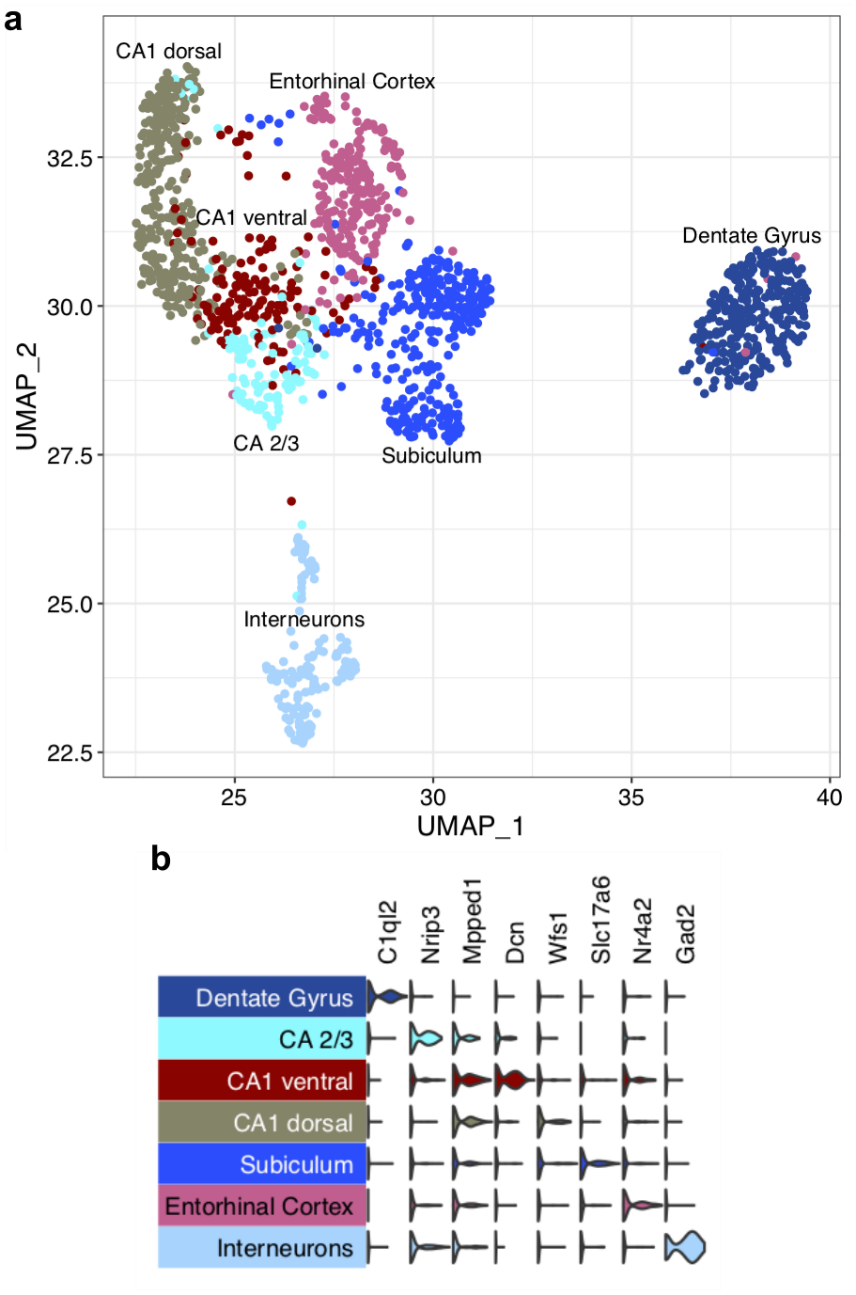 a
CA1 dorsal
Entorhinal Cortex
32.5
CA1 ventral
Dentate Gyrus
30.0
UMAP_2
CA 2/3
27.5
Subiculum
25.0
Interneurons
22.5
25 30 35 40
UMAP_1
b
C1ql2 Nrip3 Mpped1 Dcn Wfs1 Slc17a6 Nr4a2 Gad2
Dentate Gyrus
CA 2/3
CA1 ventral
CA1 dorsal
Subiculum
Entorhinal Cortex
Interneurons